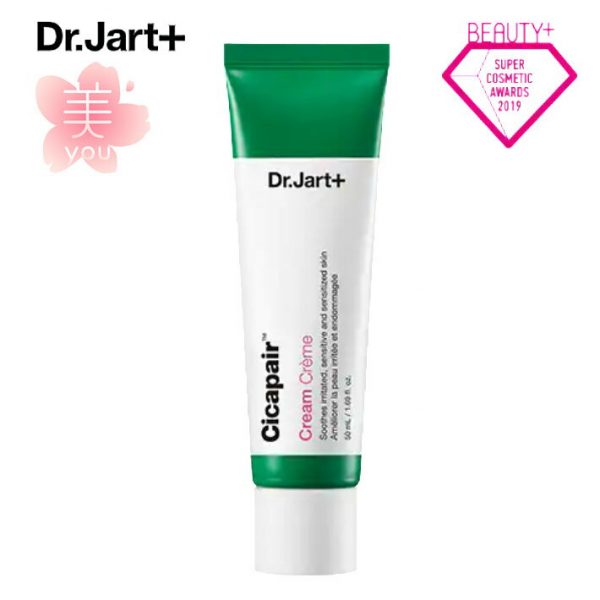 Dr.Jart+
美
you
BEAUTY+
SUPER
COSMETIC
AWARDS
2019
Dr.Jart+
Cicapair™
Cream Crème
Soothes irritated, sensitive and sensitized skin
Améliorer la peau irritée et endommagée
50 mL / 1.69 fl. oz.